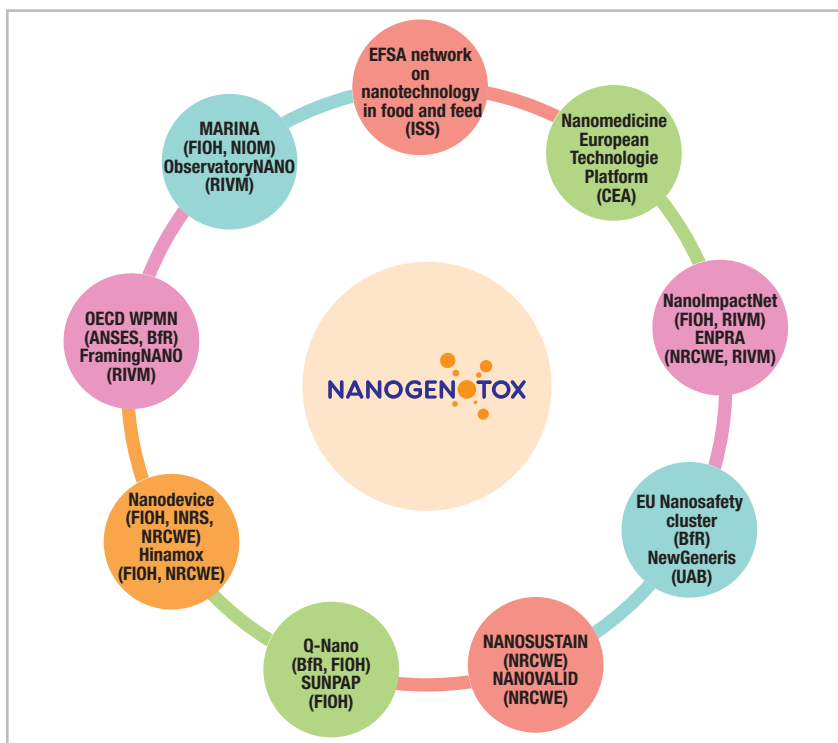 EFSA network
on
nanotechnology
in food and feed
(ISS)
Nanomedicine
European
Technologie
Platform
(CEA)
NanoImpactNet
(FIOH, RIVM)
ENPRA
(NRCWE, RIVM)
EU Nanosafety
cluster
(BfR)
NewGeneris
(UAB)
NANOSUSTAIN
(NRCWE)
NANOVALID
(NRCWE)
Q-Nano
(BfR, FIOH)
SUNPAP
(FIOH)
Nanodevice
(FIOH, INRS,
NRCWE)
Hinamox
(FIOH, NRCWE)
OECD WPMN
(ANSES, BfR)
FramingNANO
(RIVM)
MARINA
(FIOH, NIOM)
ObservatoryNANO
(RIVM)
NANOGENOTOX